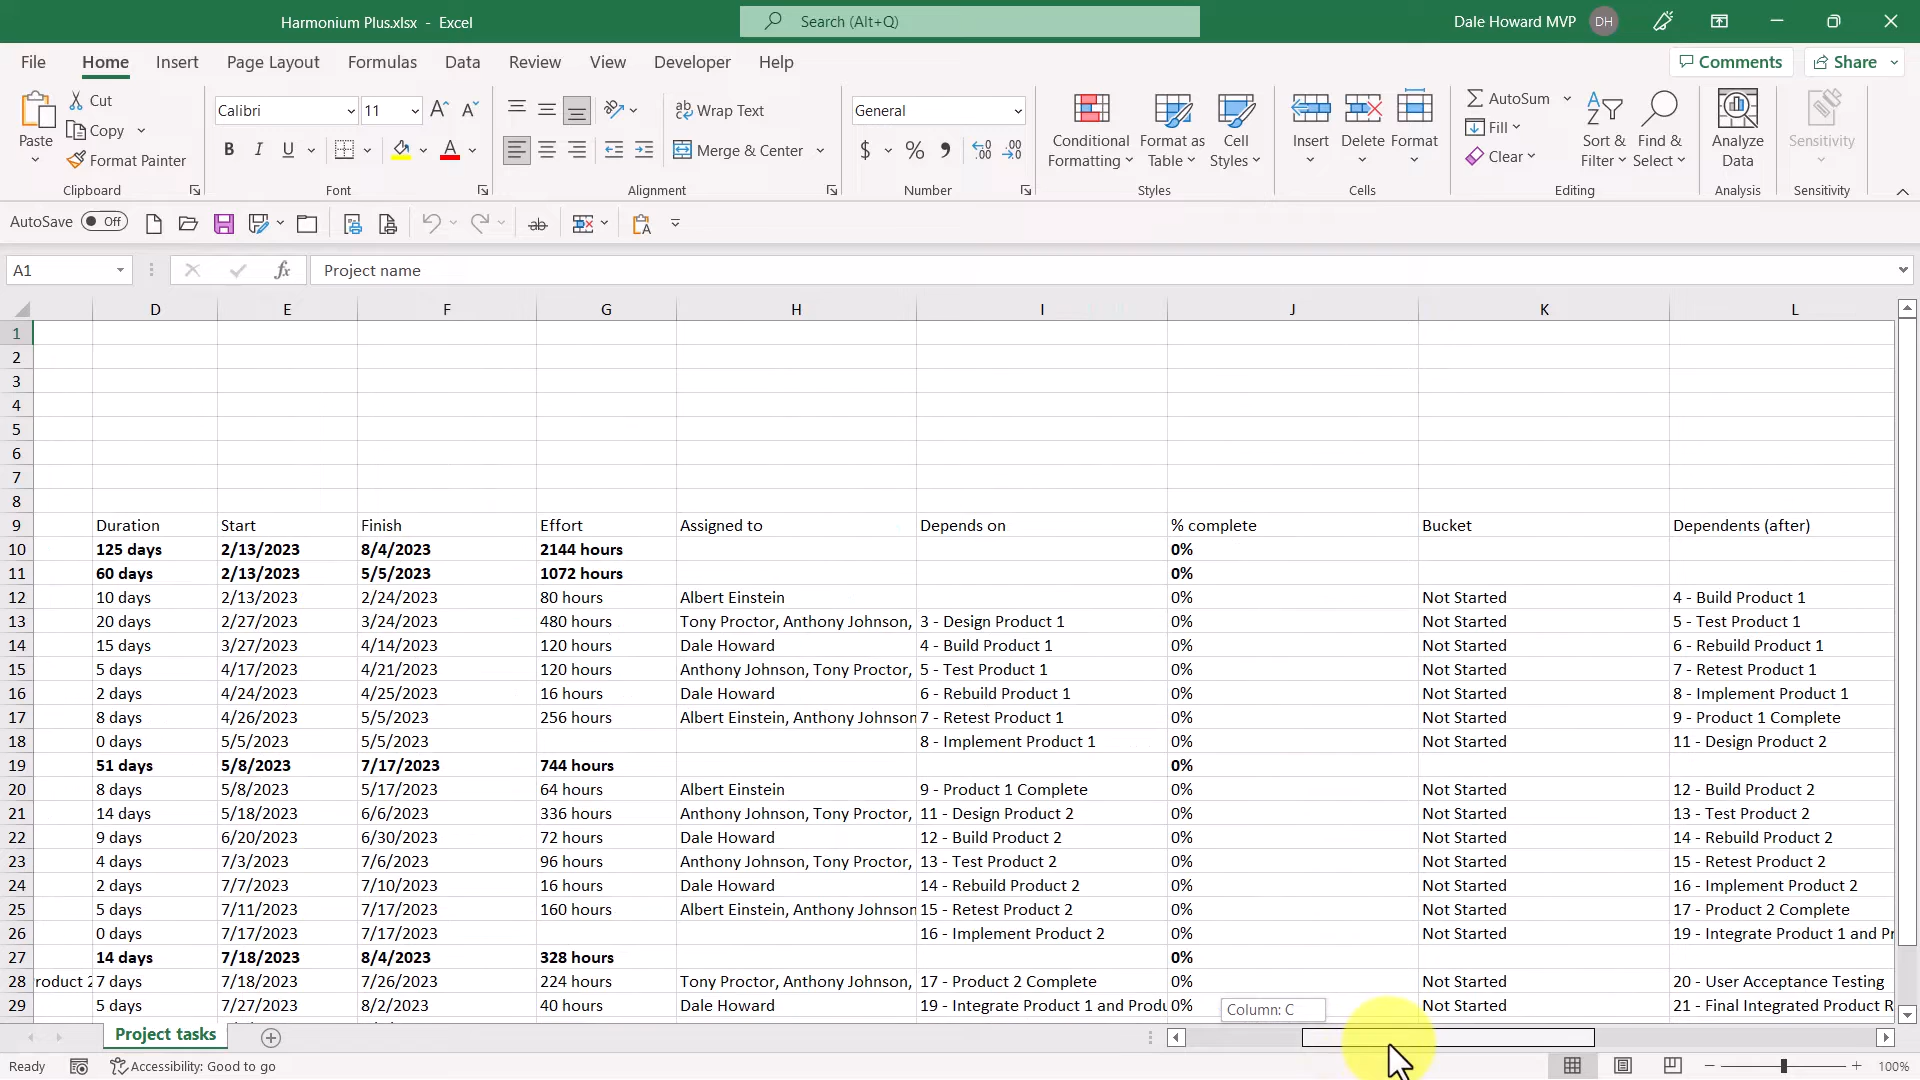 Harmonium Plus.xlsx - Excel
Search (Alt+Q)
Dale Howard MVP DH
File Home Insert Page Layout Formulas Data Review View Developer Help Comments Share
Paste
Cut
Copy
Format Painter
Clipboard
Calibri 11
B I U
Font
Wrap Text
Merge & Center
Alignment
General
$ % 
Number
Conditional Formatting
Format as Table
Cell Styles
Styles
Insert Delete Format
Cells
AutoSum
Fill
Clear
Sort & Filter
Find & Select
Editing
Analyze Data
Analysis
Sensitivity
Sensitivity
AutoSave Off
A1 fx Project name
D E F G H I J K L
1
2
3
4
5
6
7
8
9 Duration Start Finish Effort Assigned to Depends on % complete Bucket Dependents (after)
10 125 days 2/13/2023 8/4/2023 2144 hours 0%
11 60 days 2/13/2023 5/5/2023 1072 hours 0%
12 10 days 2/13/2023 2/24/2023 80 hours Albert Einstein 0% Not Started 4 - Build Product 1
13 20 days 2/27/2023 3/24/2023 480 hours Tony Proctor, Anthony Johnson, 3 - Design Product 1 0% Not Started 5 - Test Product 1
14 15 days 3/27/2023 4/14/2023 120 hours Dale Howard 4 - Build Product 1 0% Not Started 6 - Rebuild Product 1
15 5 days 4/17/2023 4/21/2023 120 hours Anthony Johnson, Tony Proctor, 5 - Test Product 1 0% Not Started 7 - Retest Product 1
16 2 days 4/24/2023 4/25/2023 16 hours Dale Howard 6 - Rebuild Product 1 0% Not Started 8 - Implement Product 1
17 8 days 4/26/2023 5/5/2023 256 hours Albert Einstein, Anthony Johnson 7 - Retest Product 1 0% Not Started 9 - Product 1 Complete
18 0 days 5/5/2023 5/5/2023 8 - Implement Product 1 0% Not Started 11 - Design Product 2
19 51 days 5/8/2023 7/17/2023 744 hours 0%
20 8 days 5/8/2023 5/17/2023 64 hours Albert Einstein 9 - Product 1 Complete 0% Not Started 12 - Build Product 2
21 14 days 5/18/2023 6/6/2023 336 hours Anthony Johnson, Tony Proctor, 11 - Design Product 2 0% Not Started 13 - Test Product 2
22 9 days 6/20/2023 6/30/2023 72 hours Dale Howard 12 - Build Product 2 0% Not Started 14 - Rebuild Product 2
23 4 days 7/3/2023 7/6/2023 96 hours Anthony Johnson, Tony Proctor, 13 - Test Product 2 0% Not Started 15 - Retest Product 2
24 2 days 7/7/2023 7/10/2023 16 hours Dale Howard 14 - Rebuild Product 2 0% Not Started 16 - Implement Product 2
25 5 days 7/11/2023 7/17/2023 160 hours Albert Einstein, Anthony Johnson 15 - Retest Product 2 0% Not Started 17 - Product 2 Complete
26 0 days 7/17/2023 7/17/2023 16 - Implement Product 2 0% Not Started 19 - Integrate Product 1 and Pr
27 14 days 7/18/2023 8/4/2023 328 hours 0%
28 roduct 2 7 days 7/18/2023 7/26/2023 224 hours Tony Proctor, Anthony Johnson, 17 - Product 2 Complete 0% Not Started 20 - User Acceptance Testing
29 5 days 7/27/2023 8/2/2023 40 hours Dale Howard 19 - Integrate Product 1 and Produ 0% Not Started 21 - Final Integrated Product R
Column: C
Project tasks
Ready Accessibility: Good to go 100%